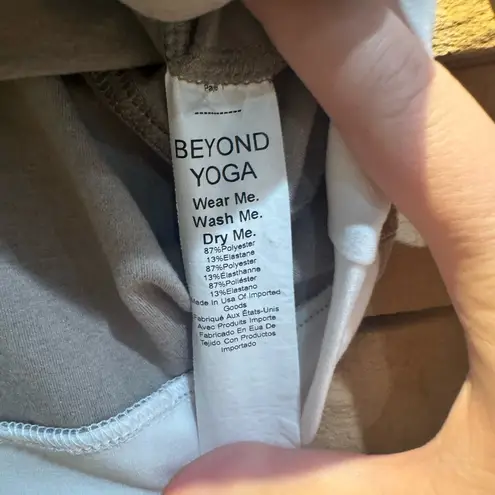 BEYOND
YOGA
Wear Me.
Wash Me.
Dry Me.
87%Polyester
13%Elastane
87%Polyester
13%Elasthanne
87%Poliéster
13%Elastano
Made In Usa Of Imported
Goods
Fabriqué Aux États-Unis
Avec Produits Importe
Fabricado En Eua De
Tejido Con Productos
Importado